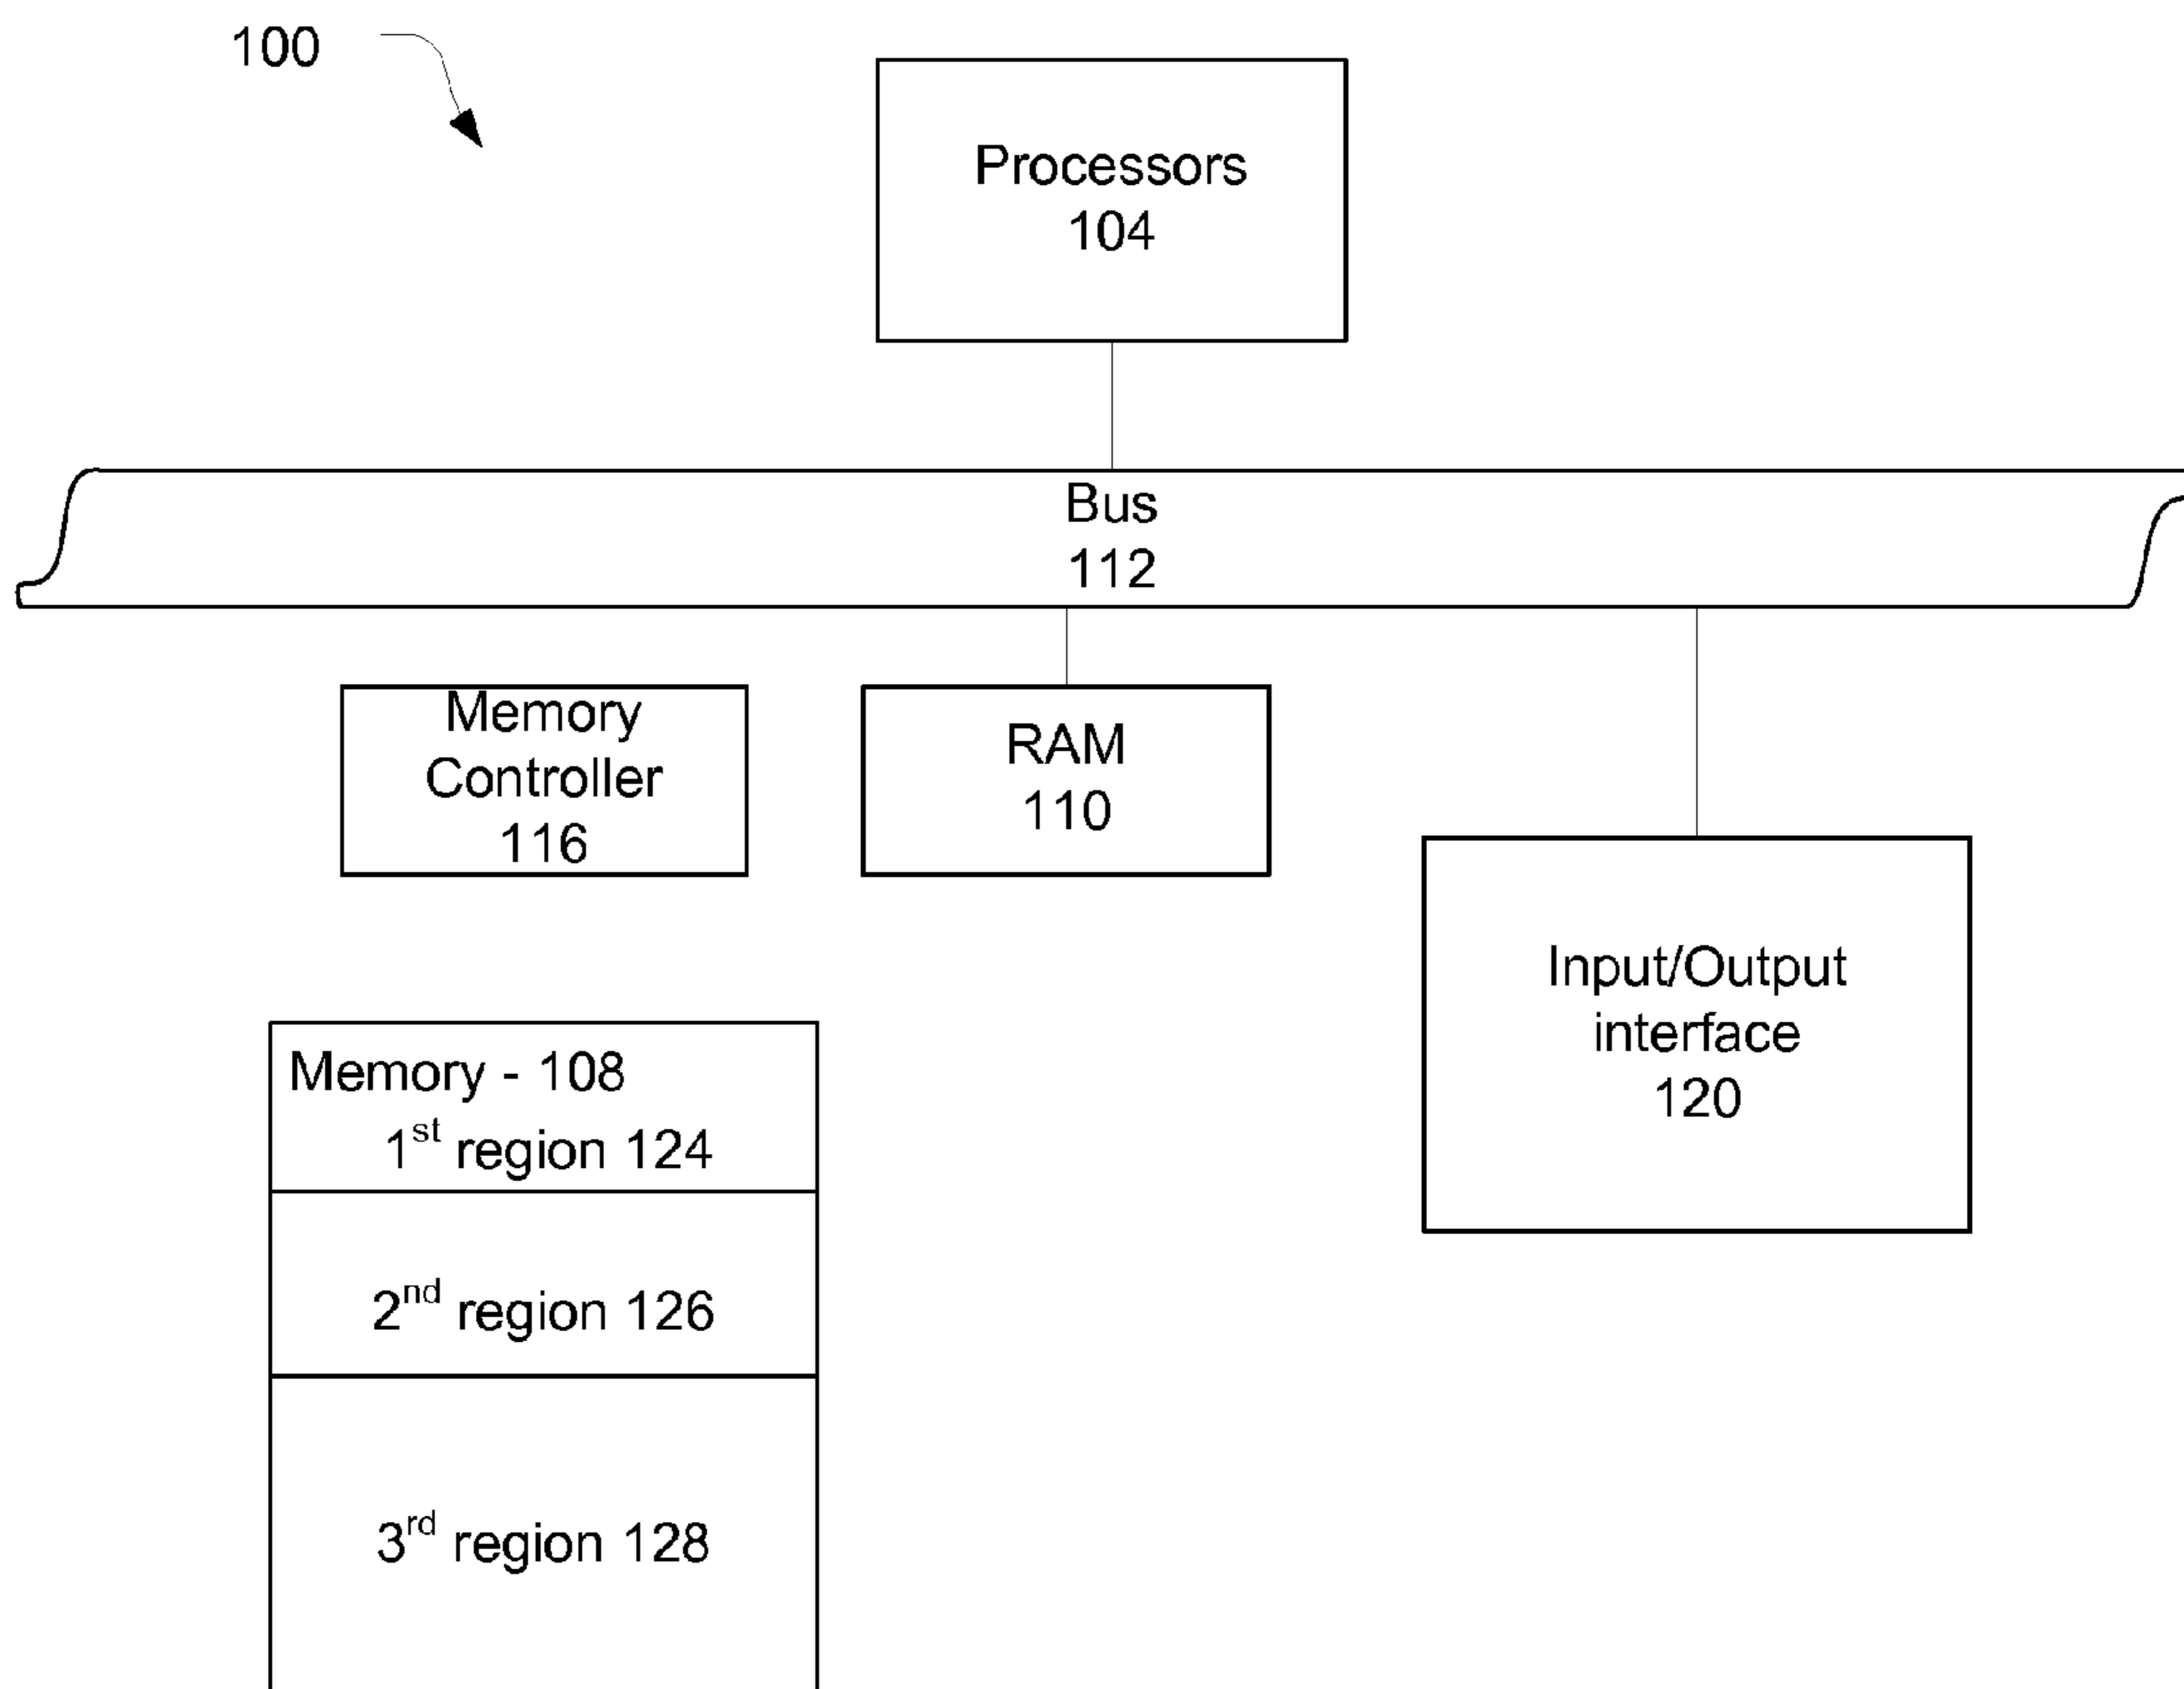 100
Processors
104
Bus
112
Memory
Controller
116
RAM
110
Input/Output
interface
120
Memory - 108
1st region 124
2nd region 126
3rd region 128